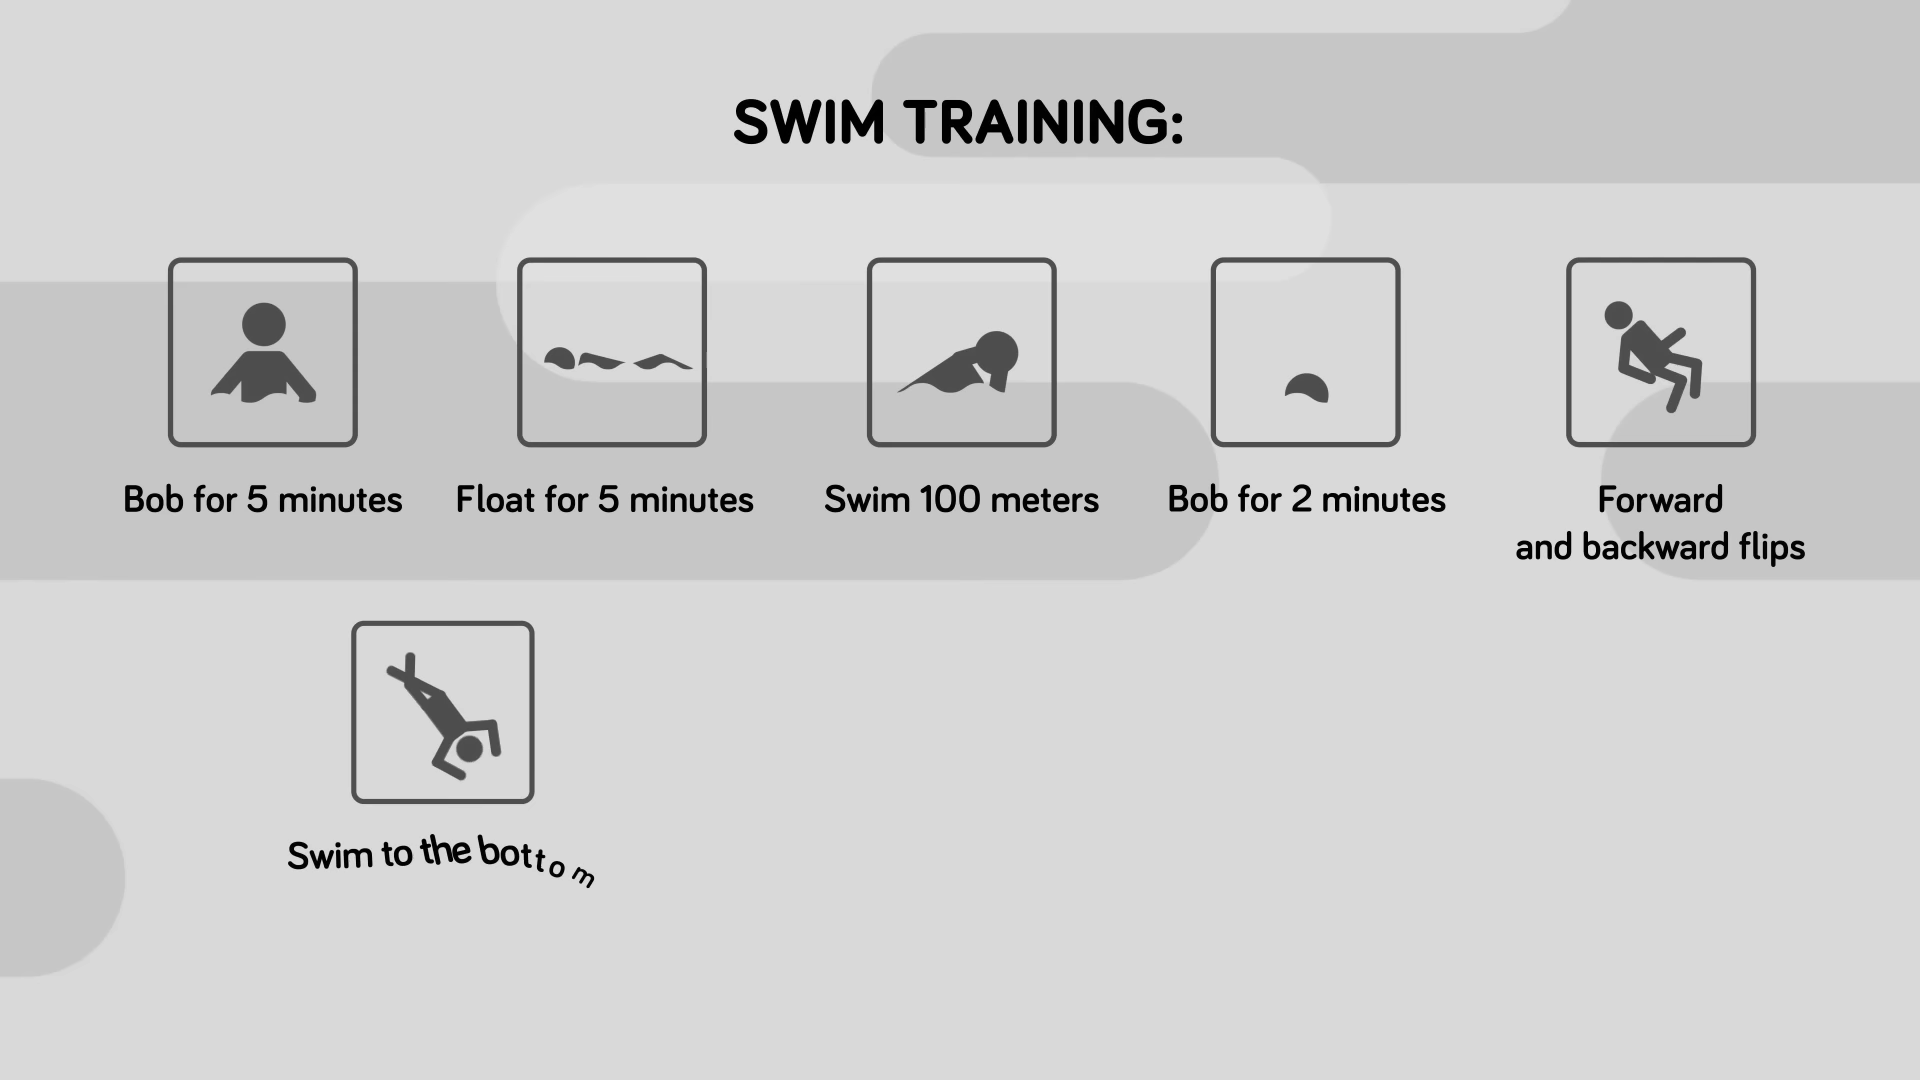 SWIM TRAINING:
Bob for 5 minutes
Float for 5 minutes
Swim 100 meters
Bob for 2 minutes
Forward
and backward flips
Swim to the bottom